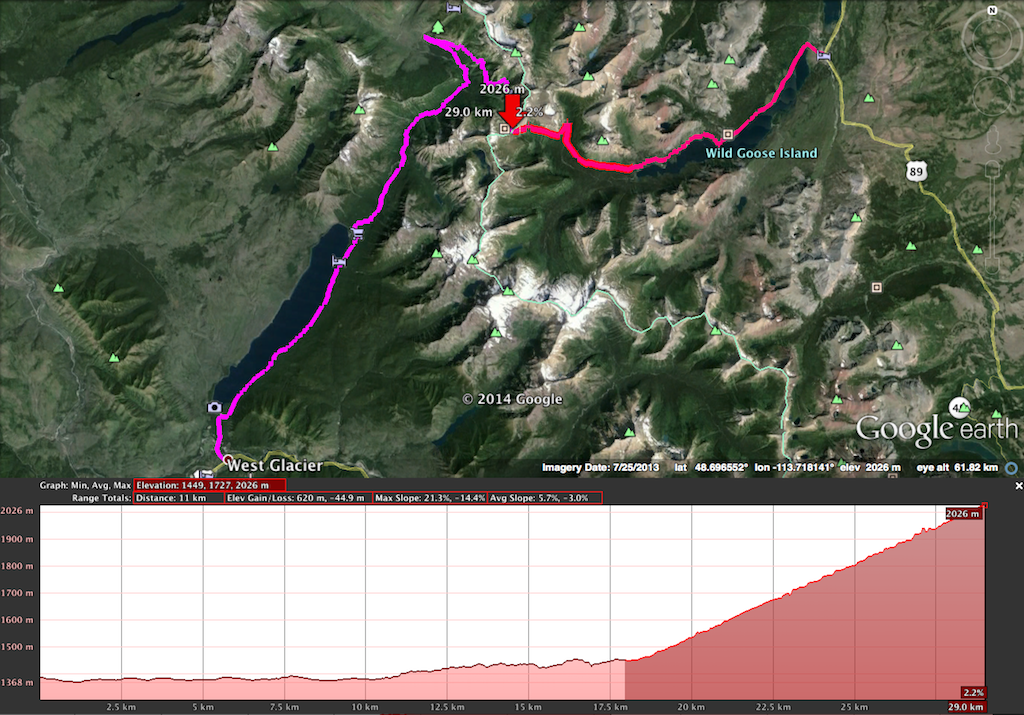 N
2026 m
29.0 km 2.2%
Wild Goose Island
89
© 2014 Google
Google earth
West Glacier
Imagery Date: 7/25/2013 lat 48.696552° lon -113.718141° elev 2026 m eye alt 61.82 km
Graph: Min, Avg, Max Elevation: 1449, 1727, 2026 m
Range Totals: Distance: 11 km Elev Gain/Loss: 620 m, -44.9 m Max Slope: 21.3%, -14.4% Avg Slope: 5.7%, -3.0%
2026 m
2026 m
1900 m
1800 m
1700 m
1600 m
1500 m
1368 m
2.2%
2.5 km 5 km 7.5 km 10 km 12.5 km 15 km 17.5 km 20 km 22.5 km 25 km 29.0 km